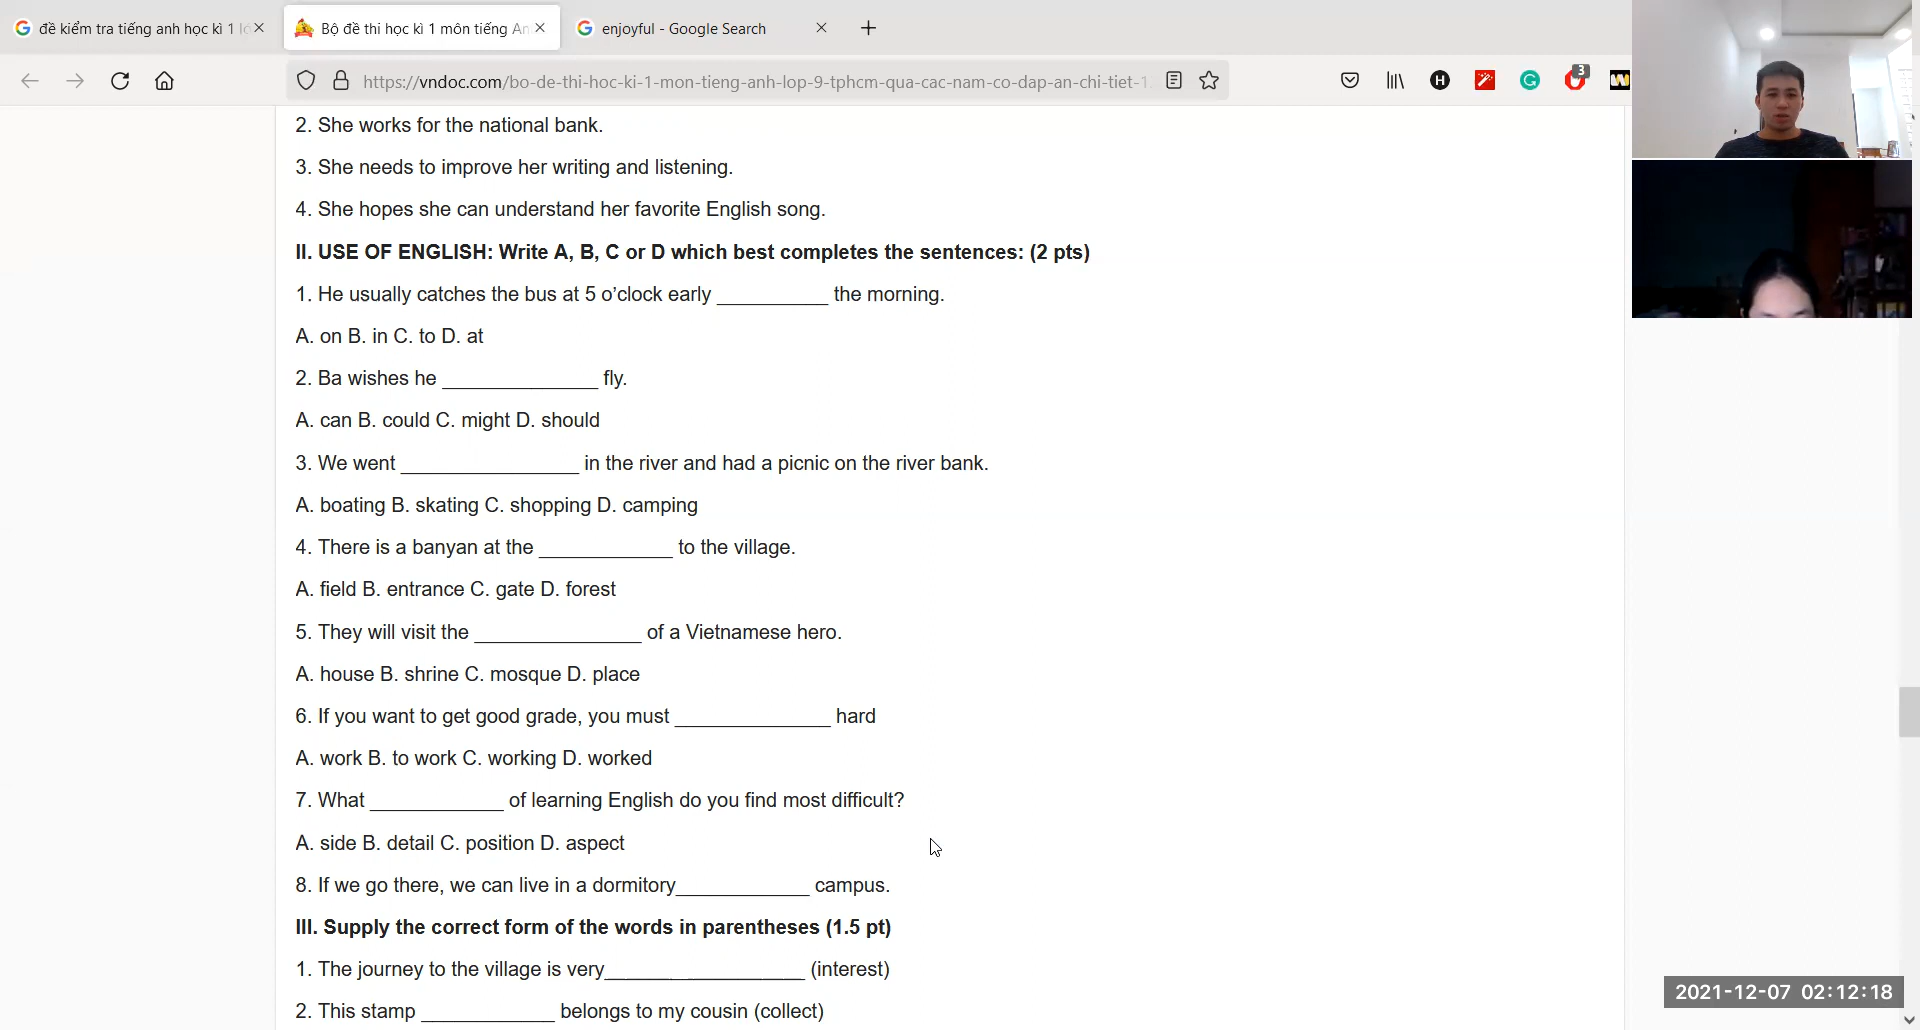 đề kiểm tra tiếng anh học kì 1 lớ
Bộ đề thi học kì 1 môn tiếng An
enjoyful - Google Search
https://vndoc.com/bo-de-thi-hoc-ki-1-mon-tieng-anh-lop-9-tphcm-qua-cac-nam-co-dap-an-chi-tiet-1
3
2. She works for the national bank.
3. She needs to improve her writing and listening.
4. She hopes she can understand her favorite English song.
II. USE OF ENGLISH: Write A, B, C or D which best completes the sentences: (2 pts)
1. He usually catches the bus at 5 o’clock early __________ the morning.
A. on B. in C. to D. at
2. Ba wishes he ______________ fly.
A. can B. could C. might D. should
3. We went ________________ in the river and had a picnic on the river bank.
A. boating B. skating C. shopping D. camping
4. There is a banyan at the ____________ to the village.
A. field B. entrance C. gate D. forest
5. They will visit the _______________ of a Vietnamese hero.
A. house B. shrine C. mosque D. place
6. If you want to get good grade, you must ______________ hard
A. work B. to work C. working D. worked
7. What ____________ of learning English do you find most difficult?
A. side B. detail C. position D. aspect
8. If we go there, we can live in a dormitory____________ campus.
III. Supply the correct form of the words in parentheses (1.5 pt)
1. The journey to the village is very__________________ (interest)
2. This stamp ____________ belongs to my cousin (collect)
2021-12-07 02:12:18